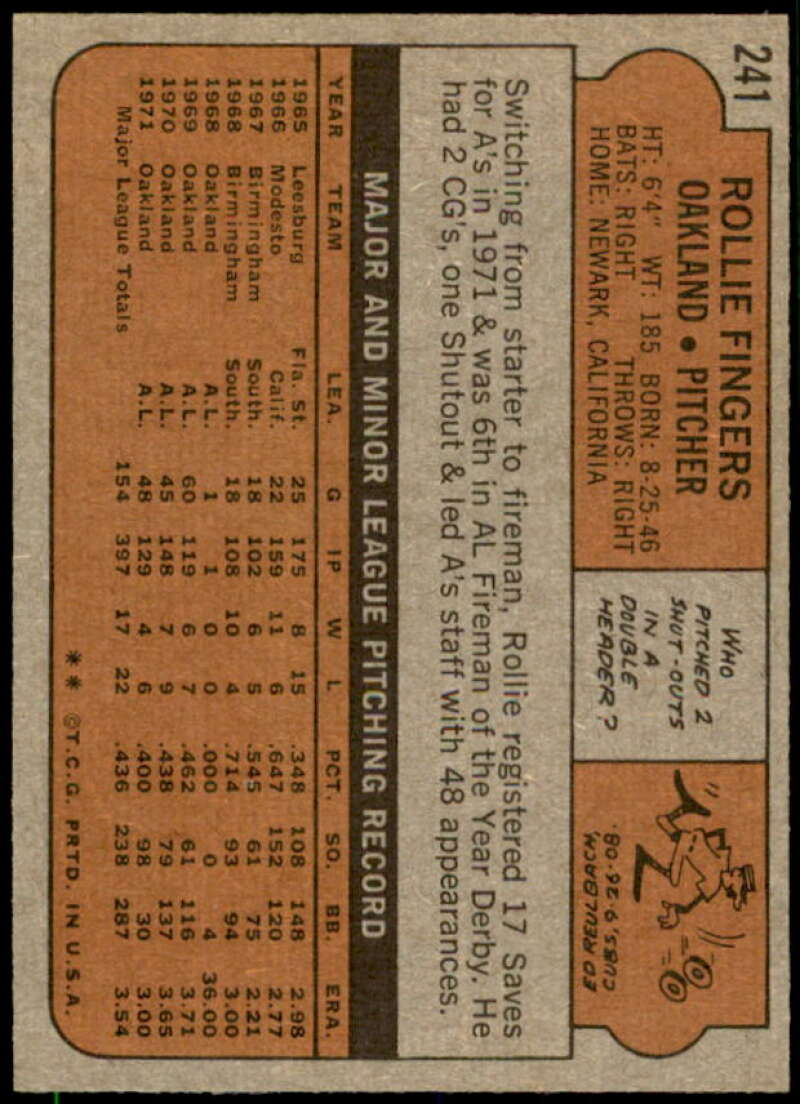 241
ROLLIE FINGERS
OAKLAND • PITCHER
HT: 6'4" WT: 185 BORN: 8-25-46
BATS: RIGHT THROWS: RIGHT
HOME: NEWARK, CALIFORNIA
WHO
PITCHED 2
SHUT-OUTS
IN A
DOUBLE
HEADER?
ED REULBACH,
CUBS, 9·26·08.
Switching from starter to fireman, Rollie registered 17 Saves
for A's in 1971 & was 6th in AL Fireman of the Year Derby. He
had 2 CG's, one Shutout & led A's staff with 48 appearances.
MAJOR AND MINOR LEAGUE PITCHING RECORD
YEAR TEAM LEA. G IP W L PCT. SO. BB. ERA.
1965 Leesburg Fla. St. 25 175 8 15 .348 108 148 2.98
1966 Modesto Calif. 22 159 11 6 .647 152 120 2.77
1967 Birmingham South. 18 102 6 5 .545 61 75 2.21
1968 Birmingham South. 18 108 10 4 .714 93 94 3.00
1968 Oakland A.L. 1 1 0 0 .000 0 4 36.00
1969 Oakland A.L. 60 119 6 7 .462 61 116 3.71
1970 Oakland A.L. 45 148 7 9 .438 79 137 3.65
1971 Oakland A.L. 48 129 4 6 .400 98 30 3.00
Major League Totals 154 397 17 22 .436 238 287 3.54
** ©T.C.G. PRTD. IN U.S.A.